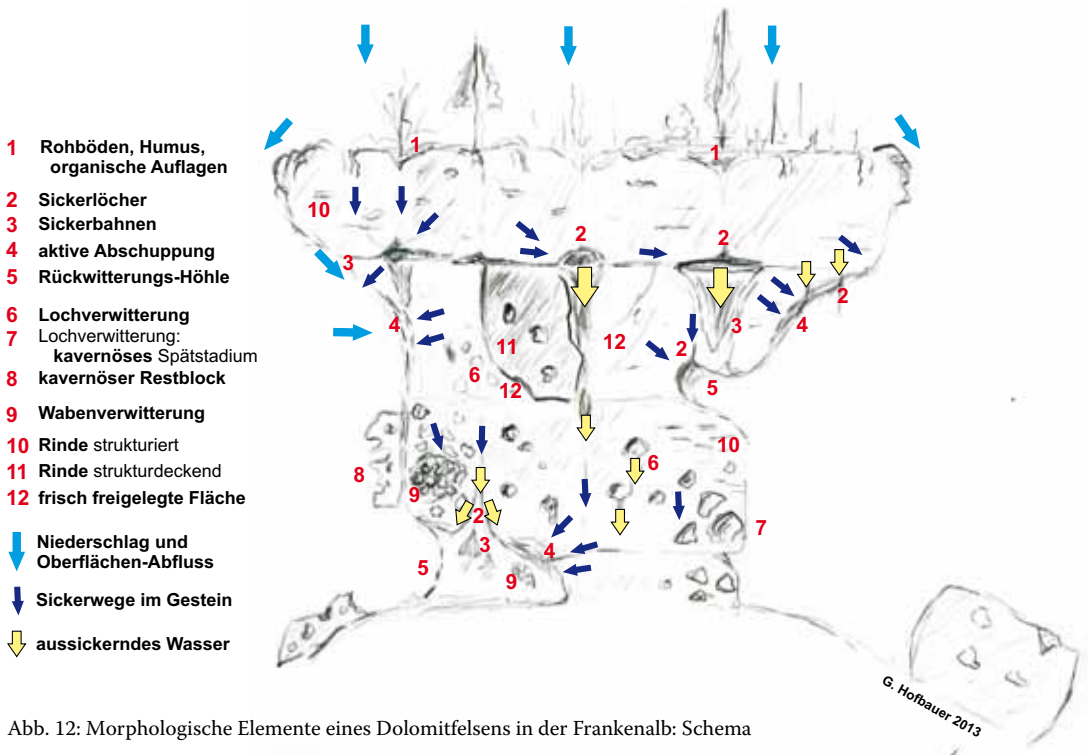 1 Rohböden, Humus,
organische Auflagen
2 Sickerlöcher
3 Sickerbahnen
4 aktive Abschuppung
5 Rückwitterungs-Höhle
6 Lochverwitterung
7 Lochverwitterung:
kavernöses Spätstadium
8 kavernöser Restblock
9 Wabenverwitterung
10 Rinde strukturiert
11 Rinde strukturdeckend
12 frisch freigelegte Fläche
Niederschlag und
Oberflächen-Abfluss
Sickerwege im Gestein
aussickerndes Wasser
1 1
10
2 2
3 2
4 11 12 2 3 4
6 12 5
10
8 9 6
2 7
3 4
5 9
G. Hofbauer 2013
Abb. 12: Morphologische Elemente eines Dolomitfelsens in der Frankenalb: Schema